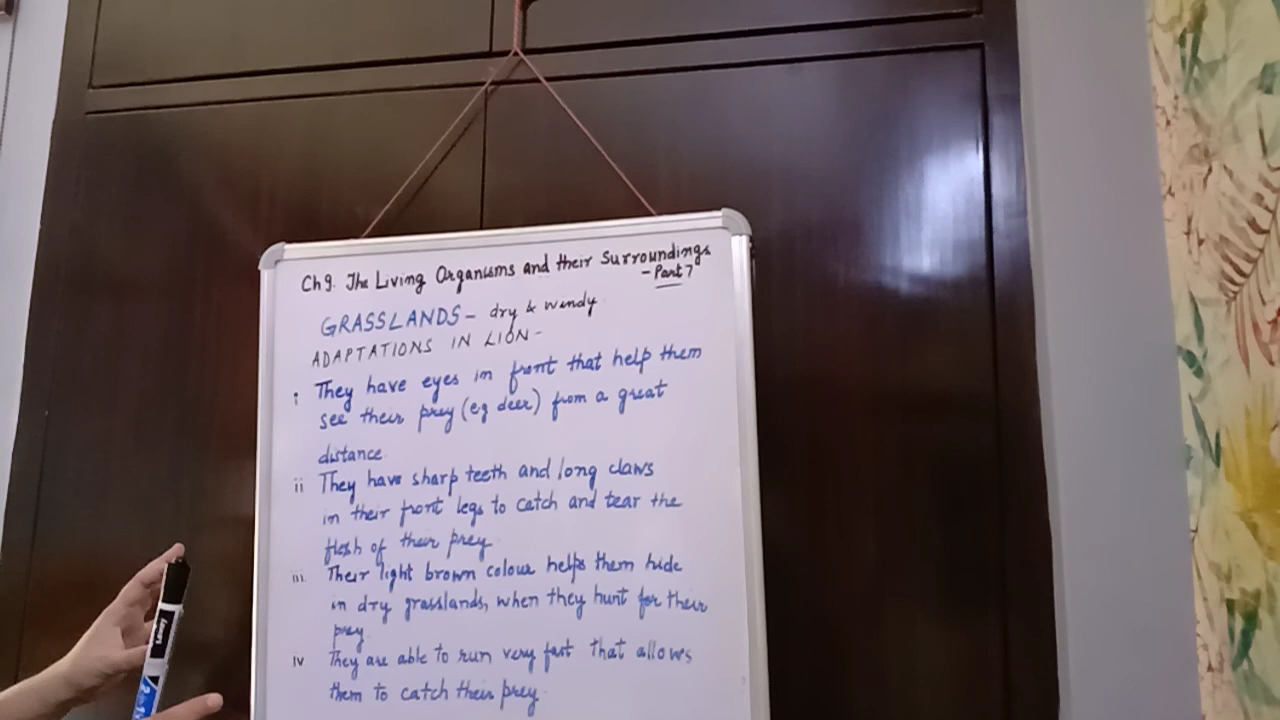 Ch9. The Living Organisms and their Surroundings
- Part 7
GRASSLANDS - dry & windy
ADAPTATIONS IN LION -
i They have eyes in front that help them
see their prey (eg deer) from a great
distance.
ii They have sharp teeth and long claws
in their front legs to catch and tear the
flesh of their prey
iii. Their light brown colour helps them hide
in dry grasslands, when they hunt for their
prey
iv They are able to run very fast that allows
them to catch their prey.